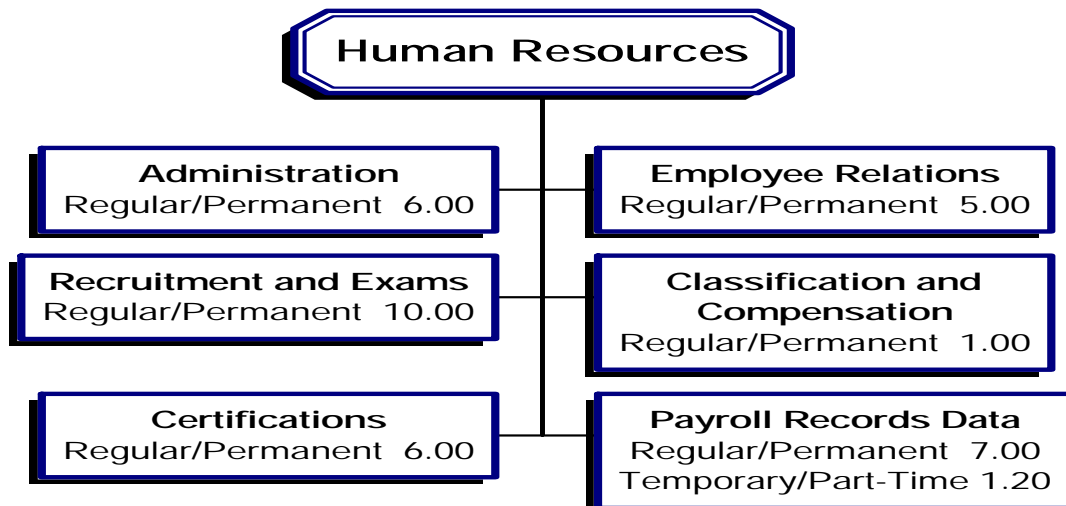 Human Resources
Administration
Regular/Permanent 6.00
Employee Relations
Regular/Permanent 5.00
Recruitment and Exams
Regular/Permanent 10.00
Classification and
Compensation
Regular/Permanent 1.00
Certifications
Regular/Permanent 6.00
Payroll Records Data
Regular/Permanent 7.00
Temporary/Part-Time 1.20